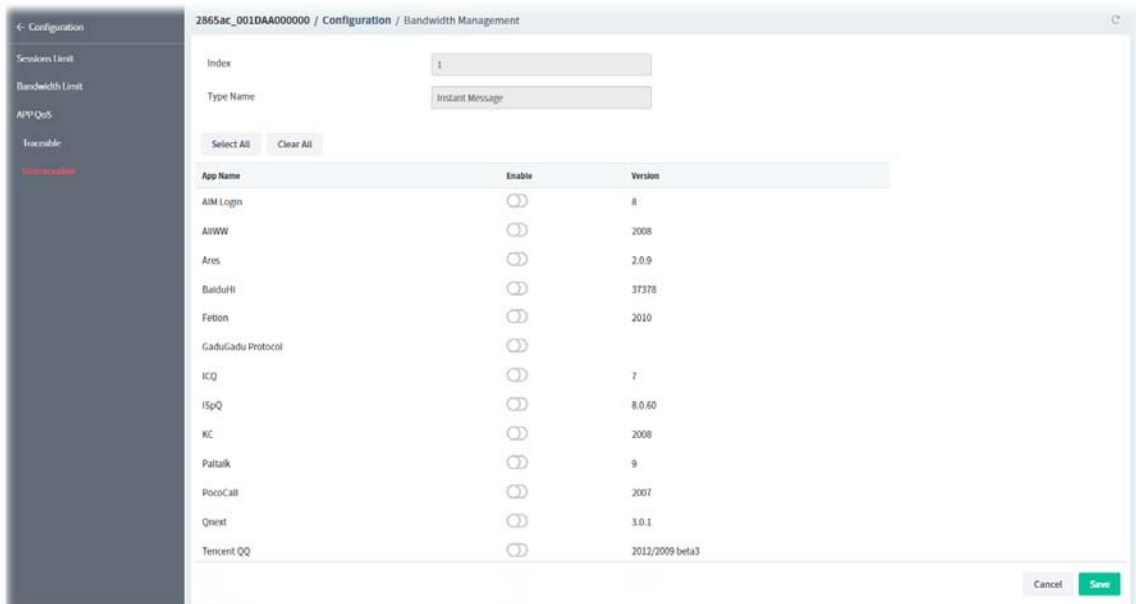 ← Configuration
2865ac_001DAA000000 / Configuration / Bandwidth Management
Sessions Limit
Bandwidth Limit
APP QoS
Traceable
Untraceable
Index 1
Type Name Instant Message
Select All Clear All
App Name Enable Version
AIM Login 8
AliWW 2008
Ares 2.0.9
BaiduHi 37378
Fetion 2010
GaduGadu Protocol
ICQ 7
iSpQ 8.0.60
KC 2008
Paltalk 9
PocoCall 2007
Qnext 3.0.1
Tencent QQ 2012/2009 beta3
Cancel Save